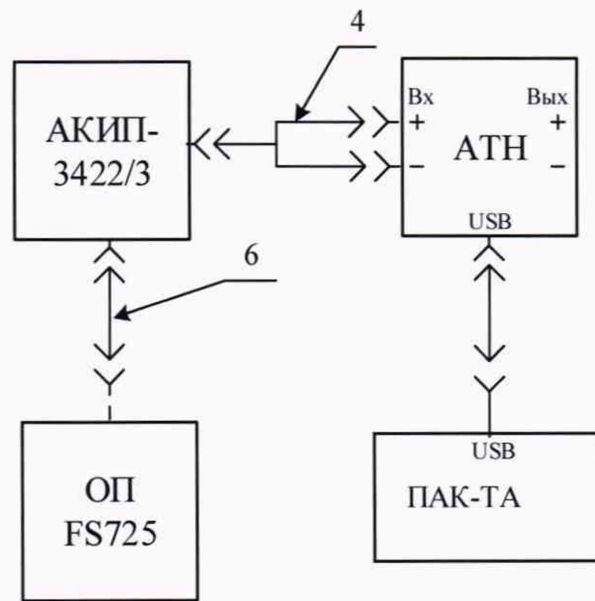 4
АКИП-
3422/3
Вх
Вых
+
+
АТН
−
−
USB
6
ОП
FS725
USB
ПАК-ТА